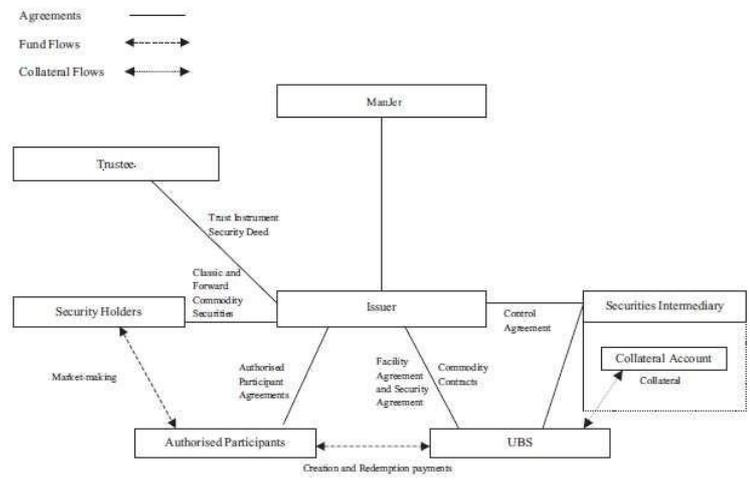 Agreements
Fund Flows
Collateral Flows
ManJer
Trustee
Trust Instrument
Security Deed
Classic and
Forward
Commodity
Securities
Security Holders
Issuer
Control
Agreement
Securities Intermediary
Collateral Account
Collateral
Market-making
Authorised
Participant
Agreements
Facility
Agreement
and Security
Agreement
Commodity
Contracts
Authorised Participants
UBS
Creation and Redemption payments